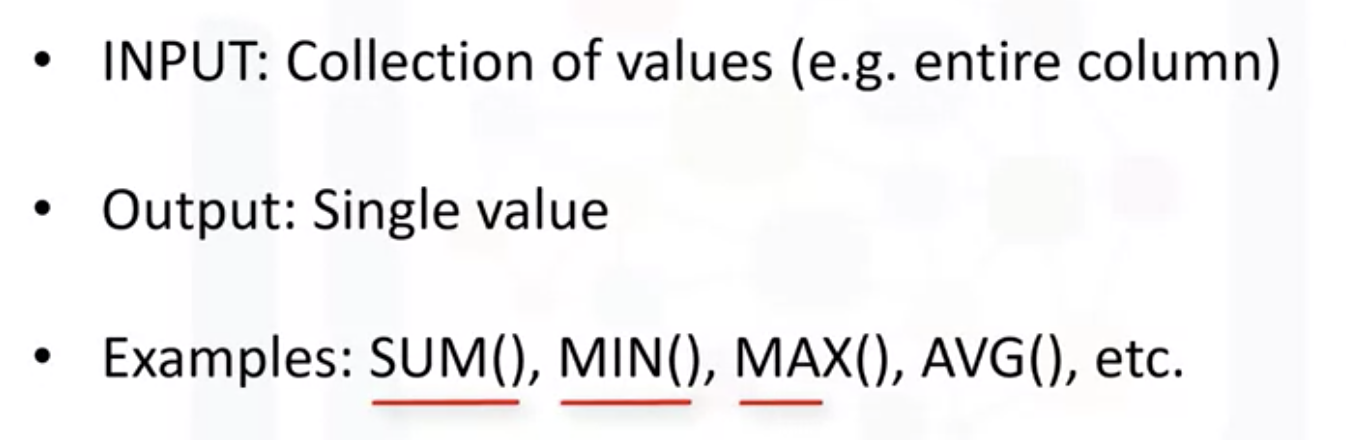 • INPUT: Collection of values (e.g. entire column)
• Output: Single value
• Examples: SUM(), MIN(), MAX(), AVG(), etc.